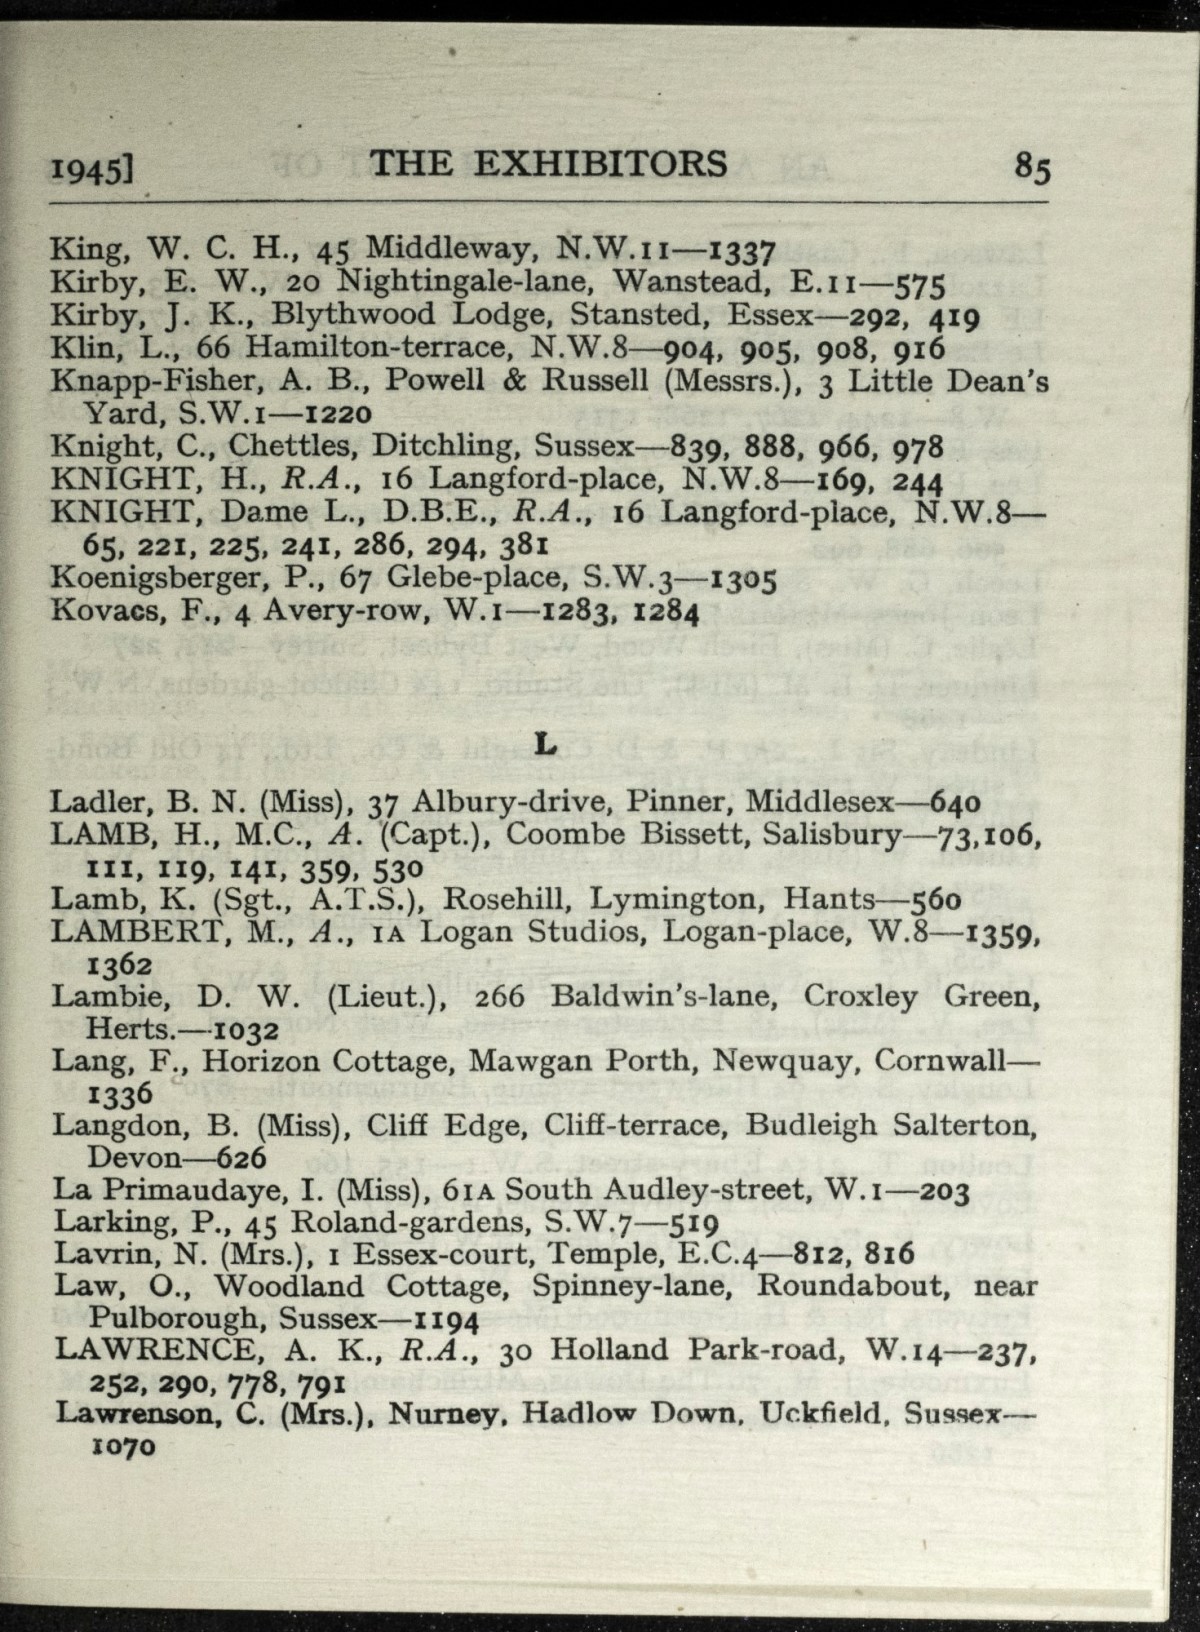 1945] THE EXHIBITORS 85
King, W. C. H., 45 Middleway, N.W.11—1337
Kirby, E. W., 20 Nightingale-lane, Wanstead, E.11—575
Kirby, J. K., Blythwood Lodge, Stansted, Essex—292, 419
Klin, L., 66 Hamilton-terrace, N.W.8—904, 905, 908, 916
Knapp-Fisher, A. B., Powell & Russell (Messrs.), 3 Little Dean's
Yard, S.W.1—1220
Knight, C., Chettles, Ditchling, Sussex—839, 888, 966, 978
KNIGHT, H., R.A., 16 Langford-place, N.W.8—169, 244
KNIGHT, Dame L., D.B.E., R.A., 16 Langford-place, N.W.8—
65, 221, 225, 241, 286, 294, 381
Koenigsberger, P., 67 Glebe-place, S.W.3—1305
Kovacs, F., 4 Avery-row, W.1—1283, 1284
L
Ladler, B. N. (Miss), 37 Albury-drive, Pinner, Middlesex—640
LAMB, H., M.C., A. (Capt.), Coombe Bissett, Salisbury—73,106,
111, 119, 141, 359, 530
Lamb, K. (Sgt., A.T.S.), Rosehill, Lymington, Hants—560
LAMBERT, M., A., 1A Logan Studios, Logan-place, W.8—1359,
1362
Lambie, D. W. (Lieut.), 266 Baldwin's-lane, Croxley Green,
Herts.—1032
Lang, F., Horizon Cottage, Mawgan Porth, Newquay, Cornwall—
1336
Langdon, B. (Miss), Cliff Edge, Cliff-terrace, Budleigh Salterton,
Devon—626
La Primaudaye, I. (Miss), 61A South Audley-street, W.1—203
Larking, P., 45 Roland-gardens, S.W.7—519
Lavrin, N. (Mrs.), 1 Essex-court, Temple, E.C.4—812, 816
Law, O., Woodland Cottage, Spinney-lane, Roundabout, near
Pulborough, Sussex—1194
LAWRENCE, A. K., R.A., 30 Holland Park-road, W.14—237,
252, 290, 778, 791
Lawrenson, C. (Mrs.), Nurney, Hadlow Down, Uckfield, Sussex—
1070